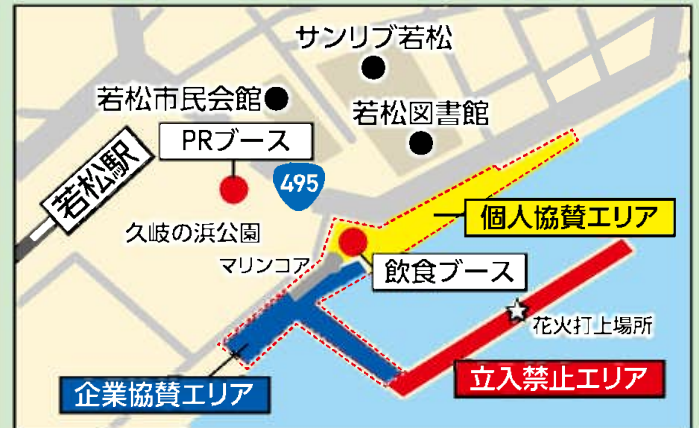 サンリブ若松
若松市民会館
若松図書館
PRブース
495
若松駅
個人協賛エリア
久岐の浜公園
マリンコア
飲食ブース
花火打上場所
企業協賛エリア
立入禁止エリア